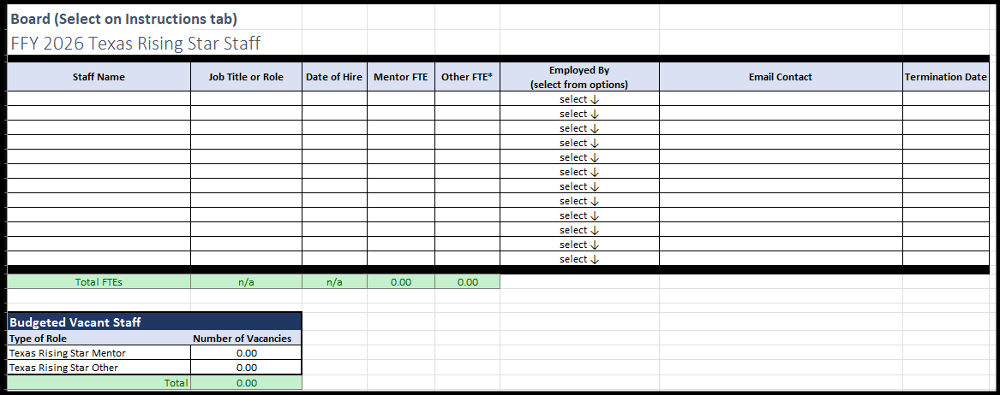 Board (Select on Instructions tab)
FFY 2026 Texas Rising Star Staff
Staff Name Job Title or Role Date of Hire Mentor FTE Other FTE* Employed By (select from options) Email Contact Termination Date
select ↓
select ↓
select ↓
select ↓
select ↓
select ↓
select ↓
select ↓
select ↓
select ↓
select ↓
select ↓
Total FTEs n/a n/a 0.00 0.00
Budgeted Vacant Staff
Type of Role Number of Vacancies
Texas Rising Star Mentor 0.00
Texas Rising Star Other 0.00
Total 0.00